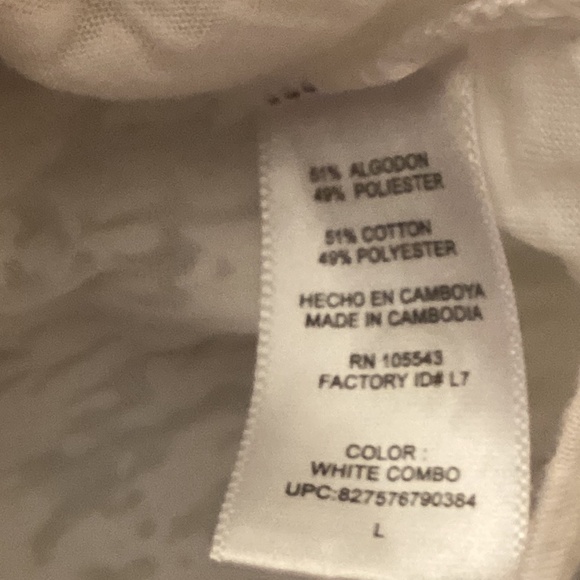 51% ALGODON
49% POLIESTER
51% COTTON
49% POLYESTER
HECHO EN CAMBOYA
MADE IN CAMBODIA
RN 105543
FACTORY ID# L7
COLOR :
WHITE COMBO
UPC:827576790384
L